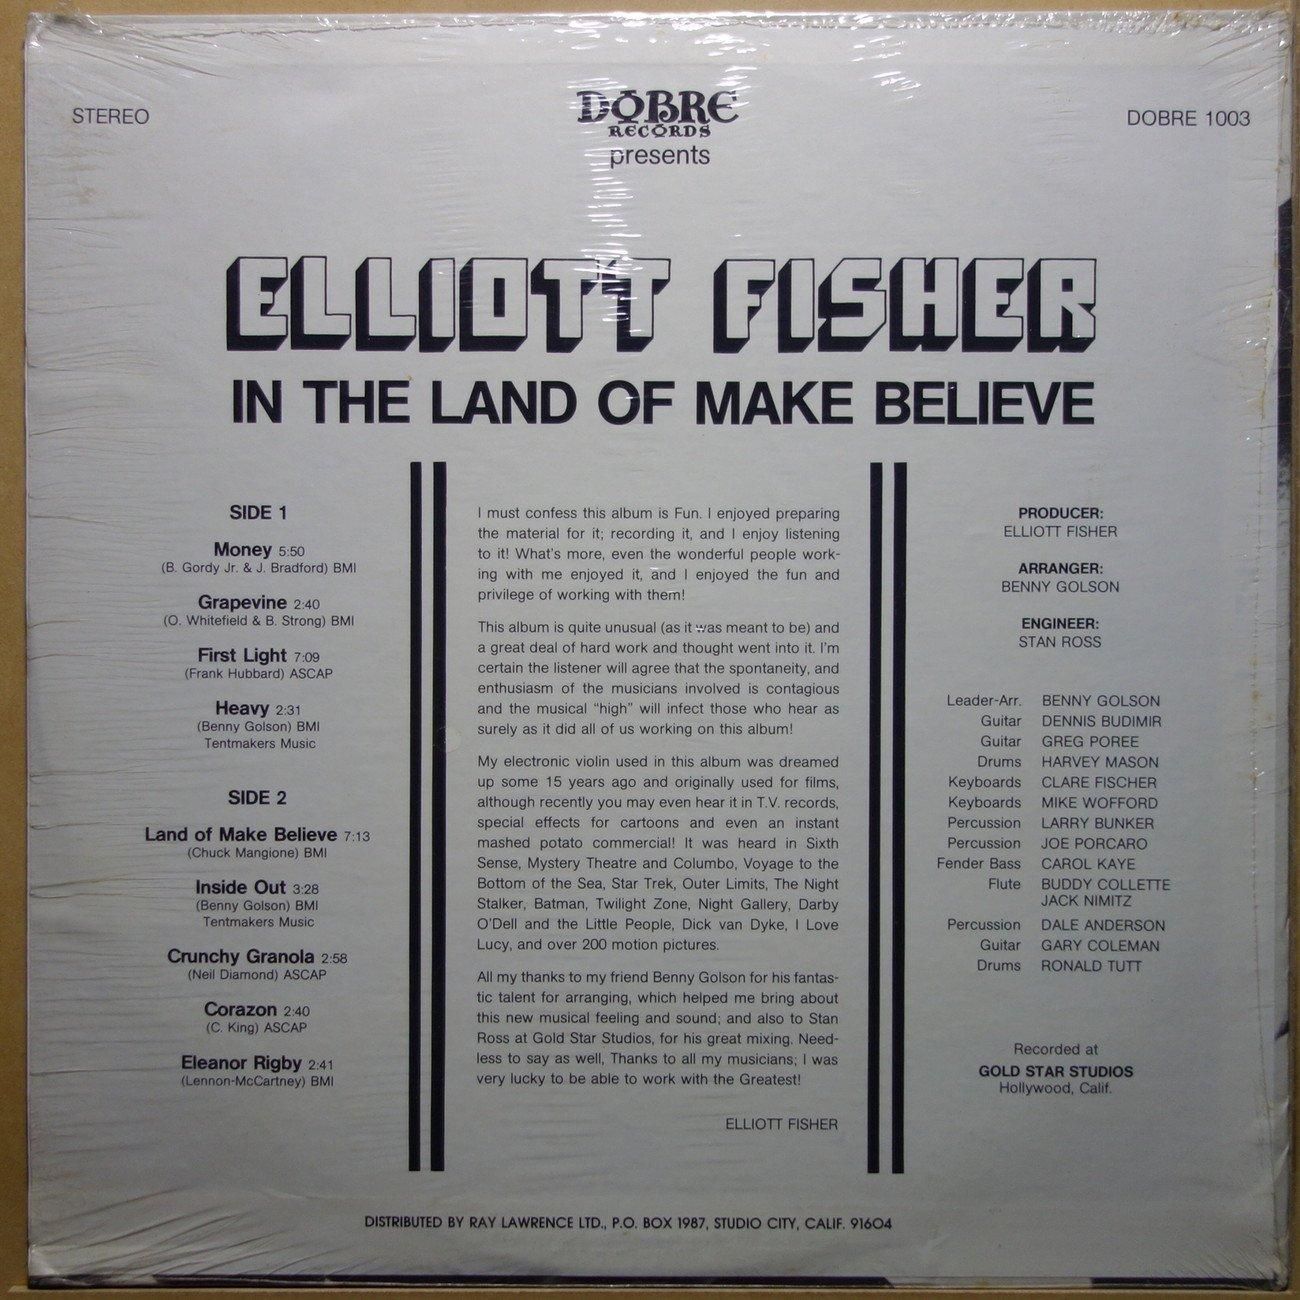 STEREO
DOBRE
RECORDS
presents
DOBRE 1003
ELLIOTT FISHER
IN THE LAND OF MAKE BELIEVE
SIDE 1
Money 5:50
(B. Gordy Jr. & J. Bradford) BMI
Grapevine 2:40
(O. Whitefield & B. Strong) BMI
First Light 7:09
(Frank Hubbard) ASCAP
Heavy 2:31
(Benny Golson) BMI
Tentmakers Music
SIDE 2
Land of Make Believe 7:13
(Chuck Mangione) BMI
Inside Out 3:28
(Benny Golson) BMI
Tentmakers Music
Crunchy Granola 2:58
(Neil Diamond) ASCAP
Corazon 2:40
(C. King) ASCAP
Eleanor Rigby 2:41
(Lennon-McCartney) BMI
I must confess this album is Fun. I enjoyed preparing
the material for it; recording it, and I enjoy listening
to it! What's more, even the wonderful people work-
ing with me enjoyed it, and I enjoyed the fun and
privilege of working with them!
This album is quite unusual (as it was meant to be) and
a great deal of hard work and thought went into it. I'm
certain the listener will agree that the spontaneity, and
enthusiasm of the musicians involved is contagious
and the musical "high" will infect those who hear as
surely as it did all of us working on this album!
My electronic violin used in this album was dreamed
up some 15 years ago and originally used for films,
although recently you may even hear it in T.V. records,
special effects for cartoons and even an instant
mashed potato commercial! It was heard in Sixth
Sense, Mystery Theatre and Columbo, Voyage to the
Bottom of the Sea, Star Trek, Outer Limits, The Night
Stalker, Batman, Twilight Zone, Night Gallery, Darby
O'Dell and the Little People, Dick van Dyke, I Love
Lucy, and over 200 motion pictures.
All my thanks to my friend Benny Golson for his fantas-
tic talent for arranging, which helped me bring about
this new musical feeling and sound; and also to Stan
Ross at Gold Star Studios, for his great mixing. Need-
less to say as well, Thanks to all my musicians; I was
very lucky to be able to work with the Greatest!
ELLIOTT FISHER
PRODUCER:
ELLIOTT FISHER
ARRANGER:
BENNY GOLSON
ENGINEER:
STAN ROSS
Leader-Arr. BENNY GOLSON
Guitar DENNIS BUDIMIR
Guitar GREG POREE
Drums HARVEY MASON
Keyboards CLARE FISCHER
Keyboards MIKE WOFFORD
Percussion LARRY BUNKER
Percussion JOE PORCARO
Fender Bass CAROL KAYE
Flute BUDDY COLLETTE
JACK NIMITZ
Percussion DALE ANDERSON
Guitar GARY COLEMAN
Drums RONALD TUTT
Recorded at
GOLD STAR STUDIOS
Hollywood, Calif.
DISTRIBUTED BY RAY LAWRENCE LTD., P.O. BOX 1987, STUDIO CITY, CALIF. 91604